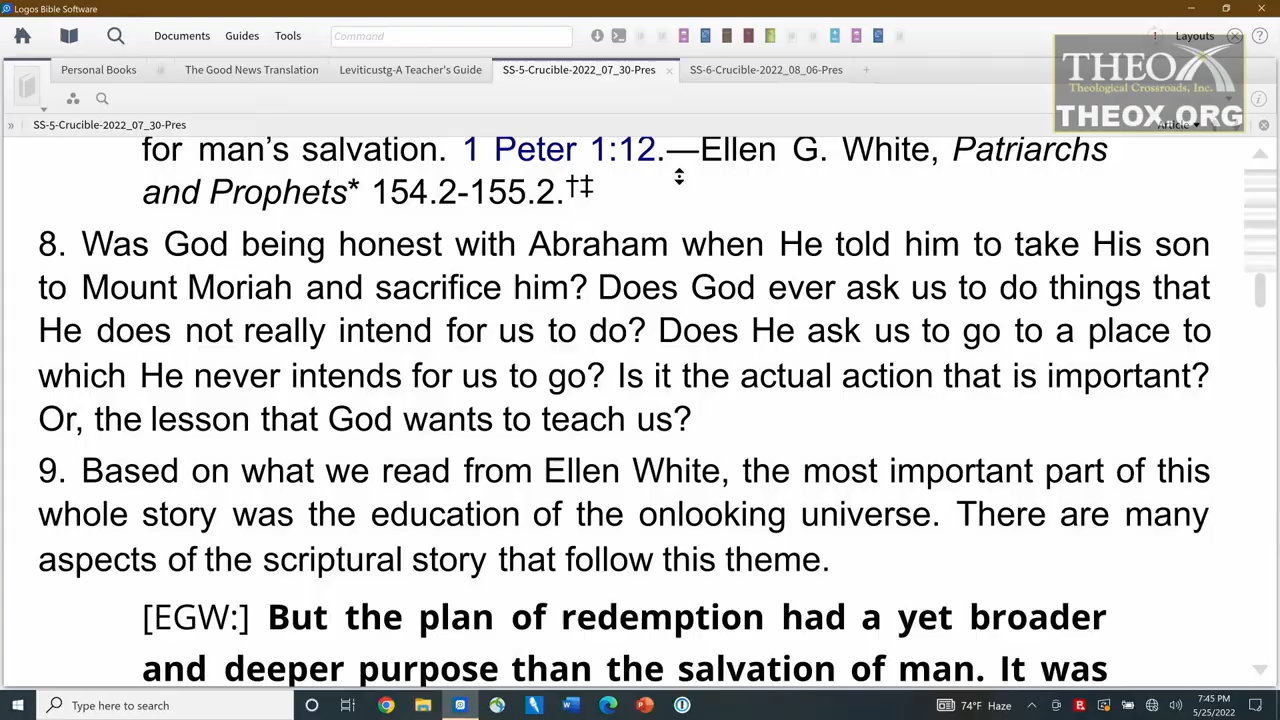 Logos Bible Software
Documents Guides Tools Command Layouts
Personal Books The Good News Translation Leviticustg-A Teacher's Guide SS-5-Crucible-2022_07_30-Pres SS-6-Crucible-2022_08_06-Pres
THEOX
Theological Crossroads, Inc.
THEOX.ORG
SS-5-Crucible-2022_07_30-Pres Article
for man's salvation. 1 Peter 1:12.—Ellen G. White, Patriarchs
and Prophets* 154.2-155.2.†‡
8. Was God being honest with Abraham when He told him to take His son
to Mount Moriah and sacrifice him? Does God ever ask us to do things that
He does not really intend for us to do? Does He ask us to go to a place to
which He never intends for us to go? Is it the actual action that is important?
Or, the lesson that God wants to teach us?
9. Based on what we read from Ellen White, the most important part of this
whole story was the education of the onlooking universe. There are many
aspects of the scriptural story that follow this theme.
[EGW:] But the plan of redemption had a yet broader
and deeper purpose than the salvation of man. It was
Type here to search 74°F Haze 7:45 PM
5/25/2022